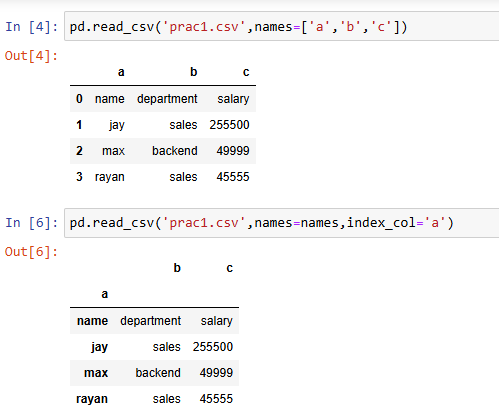 In [4]: pd.read_csv('prac1.csv',names=['a','b','c'])
Out[4]:
a b c
0 name department salary
1 jay sales 255500
2 max backend 49999
3 rayan sales 45555
In [6]: pd.read_csv('prac1.csv',names=names,index_col='a')
Out[6]:
b c
a
name department salary
jay sales 255500
max backend 49999
rayan sales 45555